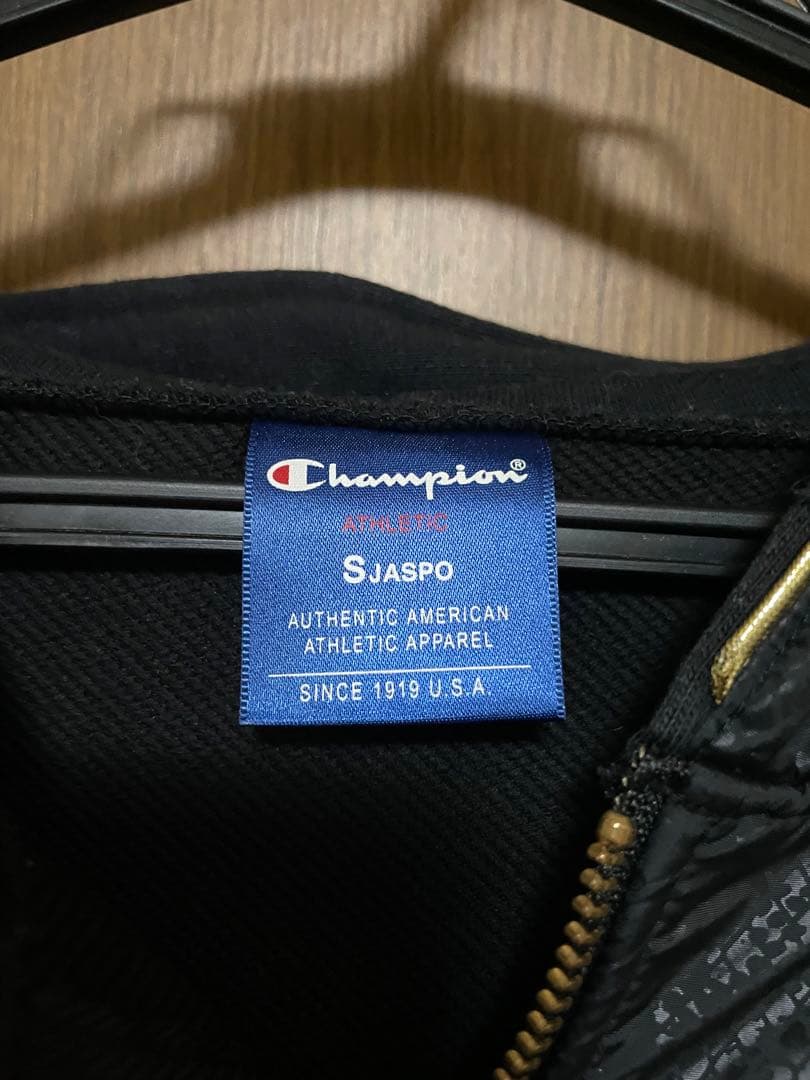 Champion®
ATHLETIC
SJASPO
AUTHENTIC AMERICAN
ATHLETIC APPAREL
SINCE 1919 U.S.A.